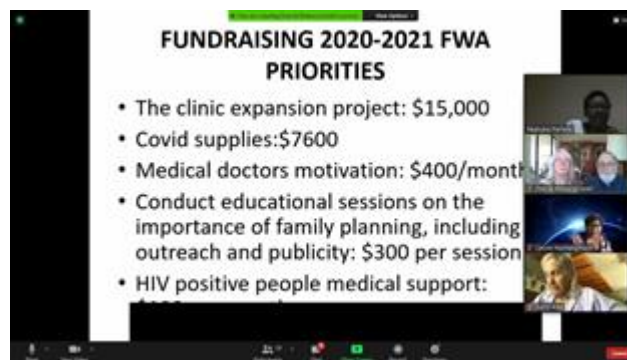 FUNDRAISING 2020-2021 FWA
PRIORITIES
• The clinic expansion project: $15,000
• Covid supplies:$7600
• Medical doctors motivation: $400/month
• Conduct educational sessions on the
importance of family planning, including
outreach and publicity: $300 per session
• HIV positive people medical support: